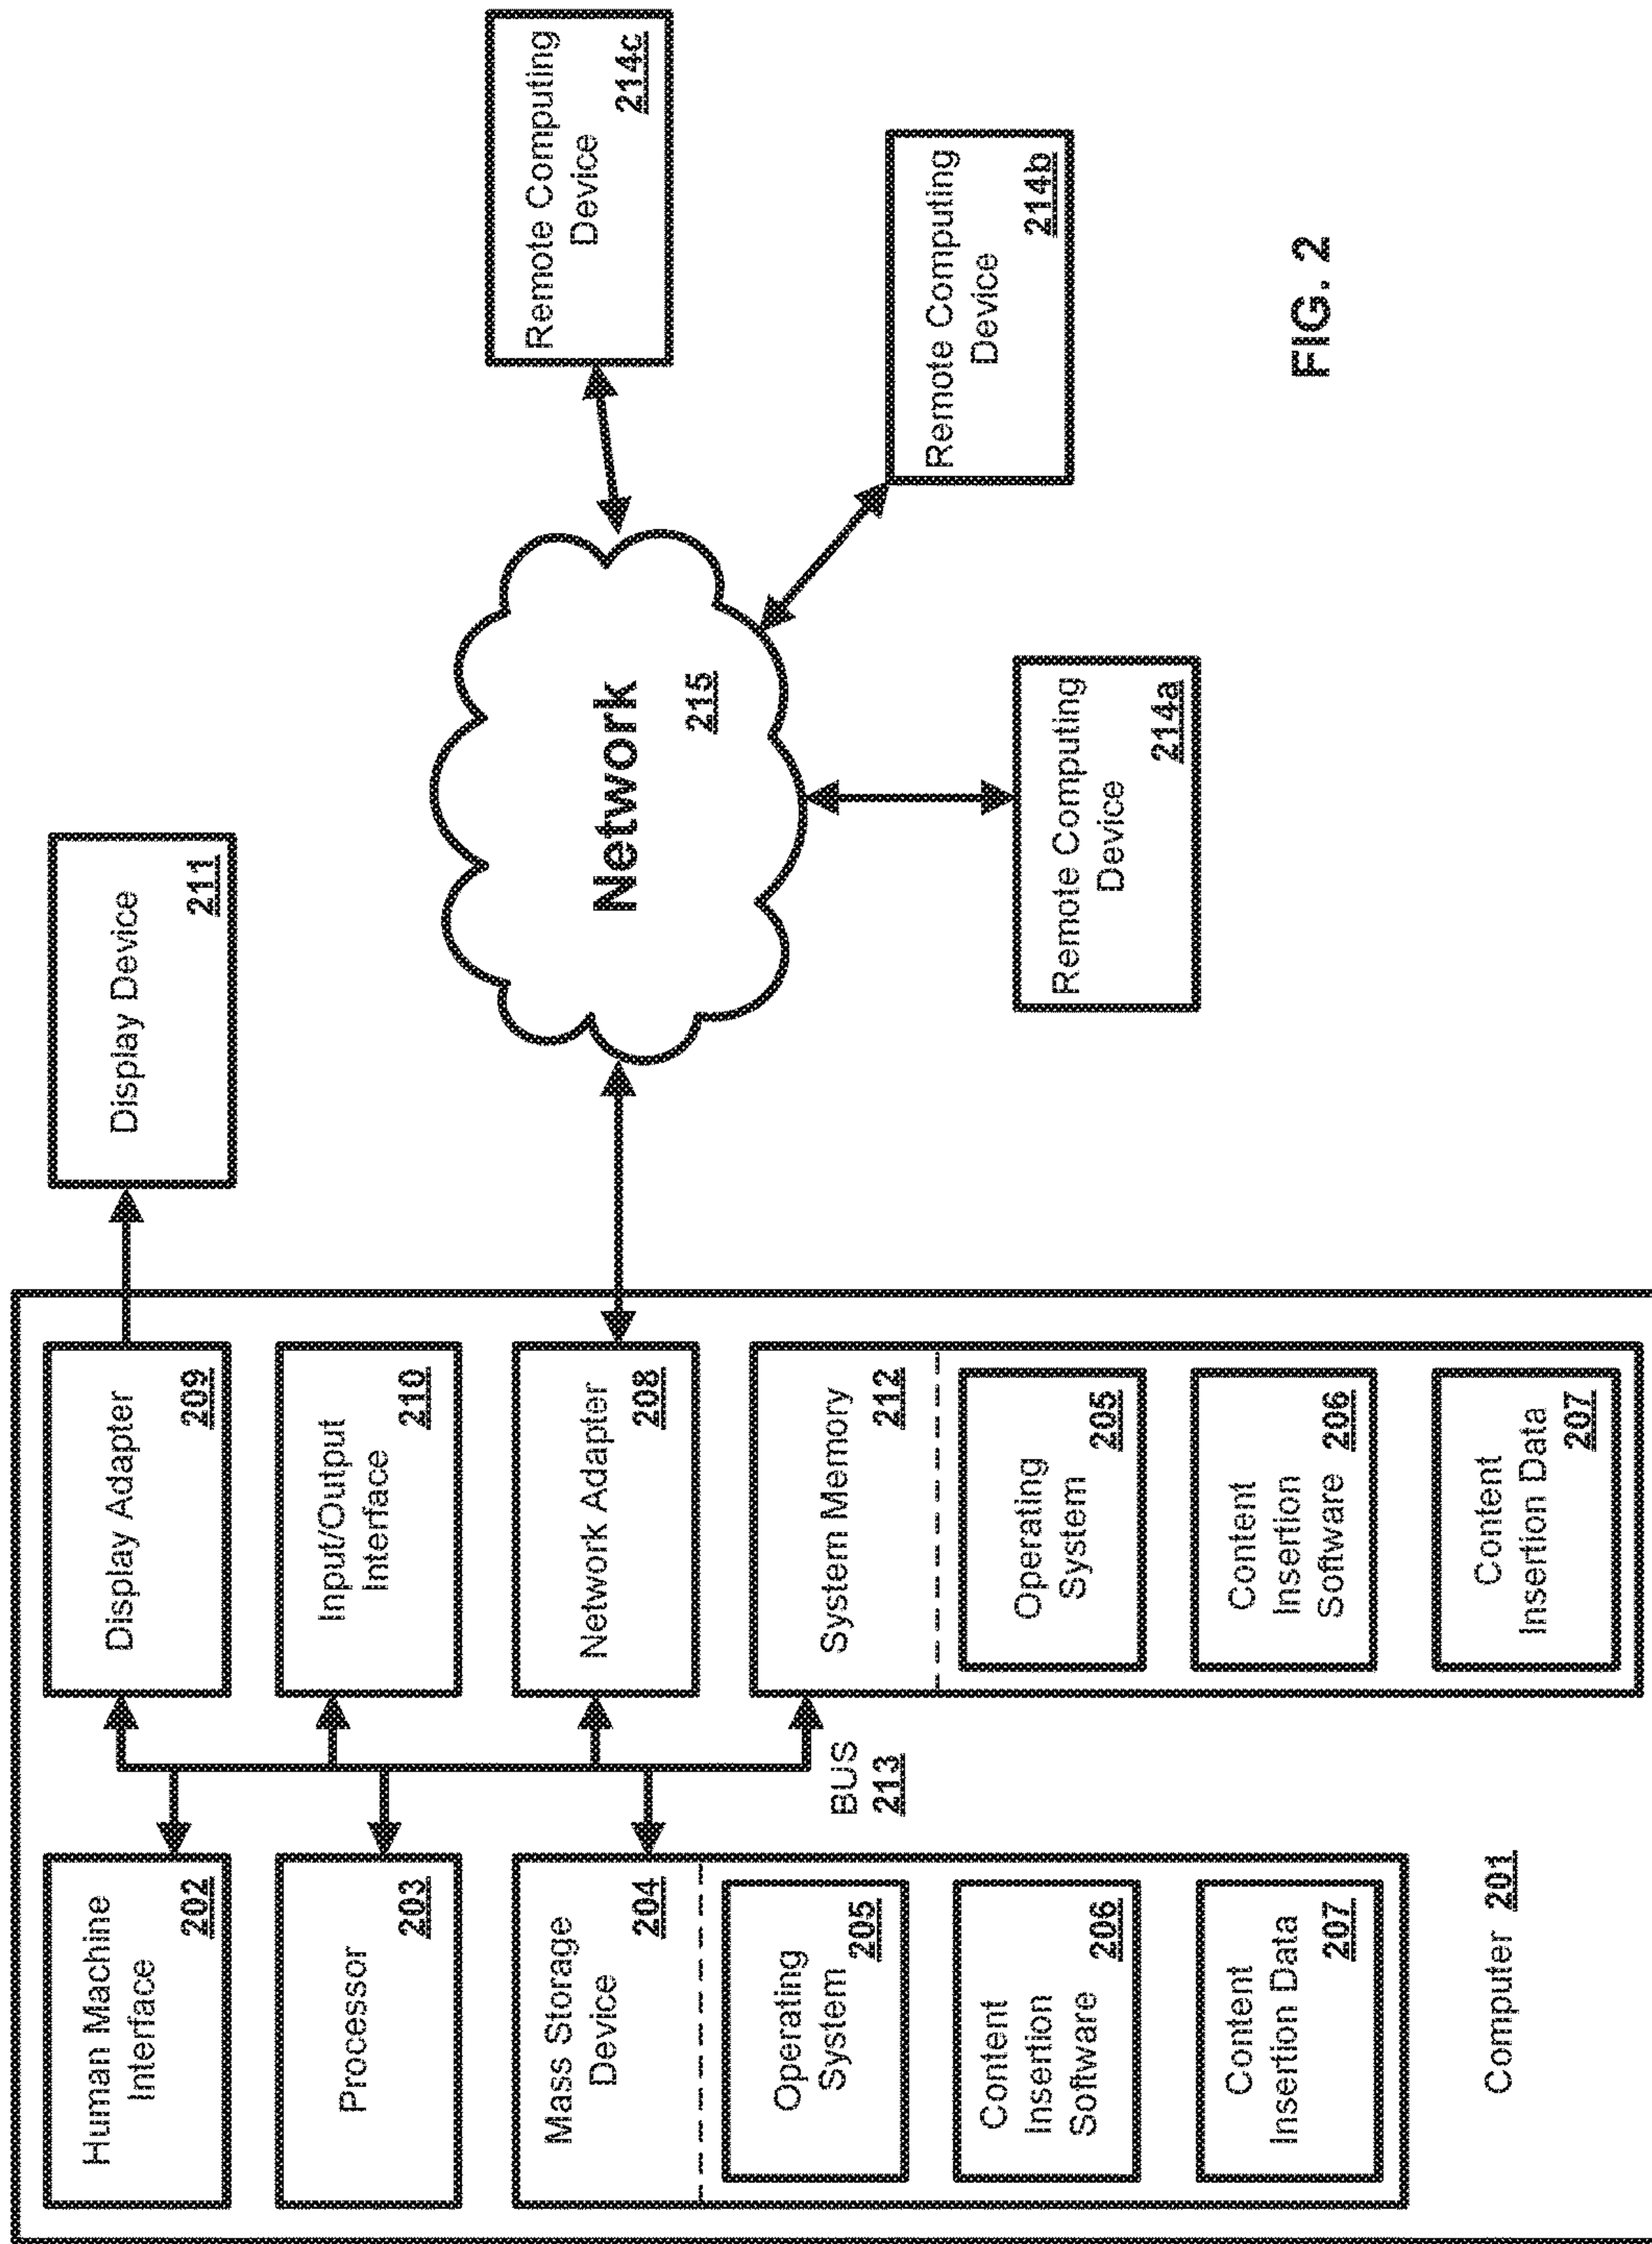 Human Machine
Interface
202
Processor
203
Mass Storage
Device
204
Operating
System
205
Content
Insertion
Software
206
Content
Insertion Data
207
Computer 201
BUS
213
Display Adapter
209
Input/Output
Interface
210
Network Adapter
208
System Memory
212
Operating
System
205
Content
Insertion
Software
206
Content
Insertion Data
207
Display Device
211
Network
215
Remote Computing
Device
214a
Remote Computing
Device
214b
Remote Computing
Device
214c
FIG. 2